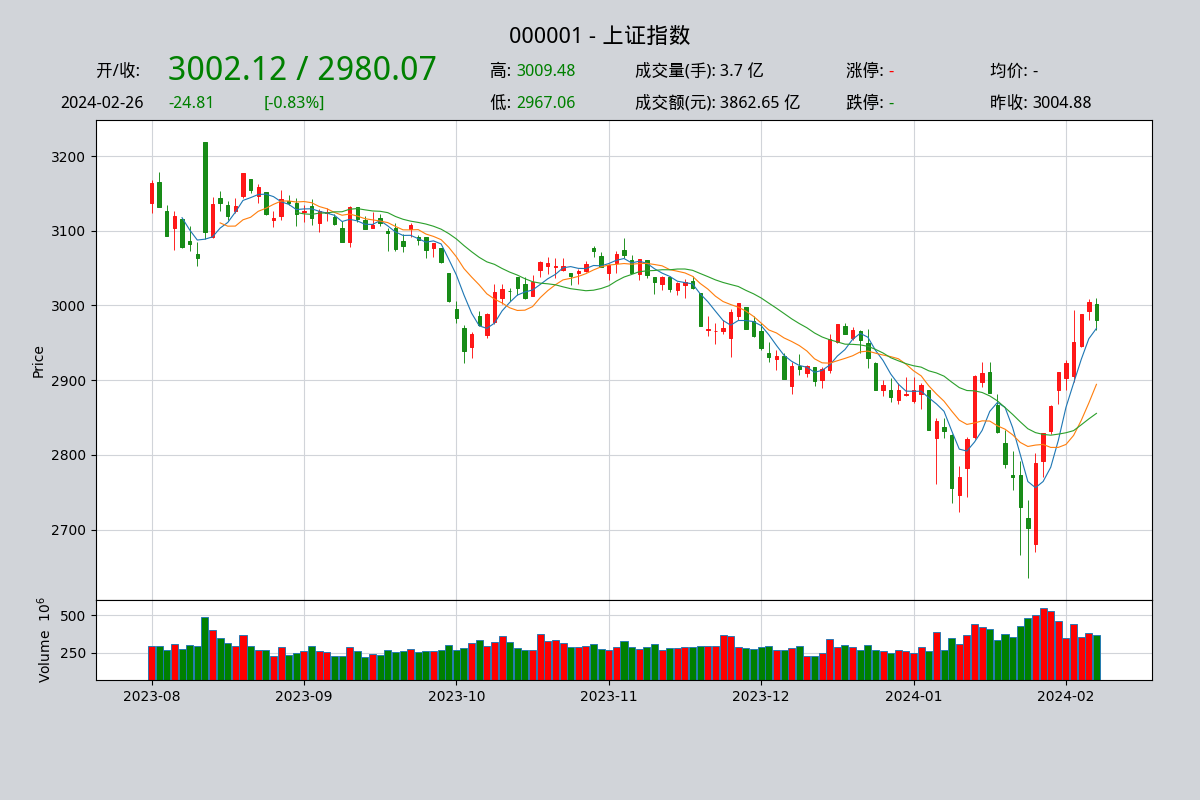 000001 - 上证指数
开/收: 3002.12 / 2980.07 高: 3009.48 成交量(手): 3.7 亿 涨停: - 均价: -
2024-02-26 -24.81 [-0.83%] 低: 2967.06 成交额(元): 3862.65 亿 跌停: - 昨收: 3004.88
3200
3100
3000
Price
2900
2800
2700
Volume 10^6
500
250
2023-08 2023-09 2023-10 2023-11 2023-12 2024-01 2024-02